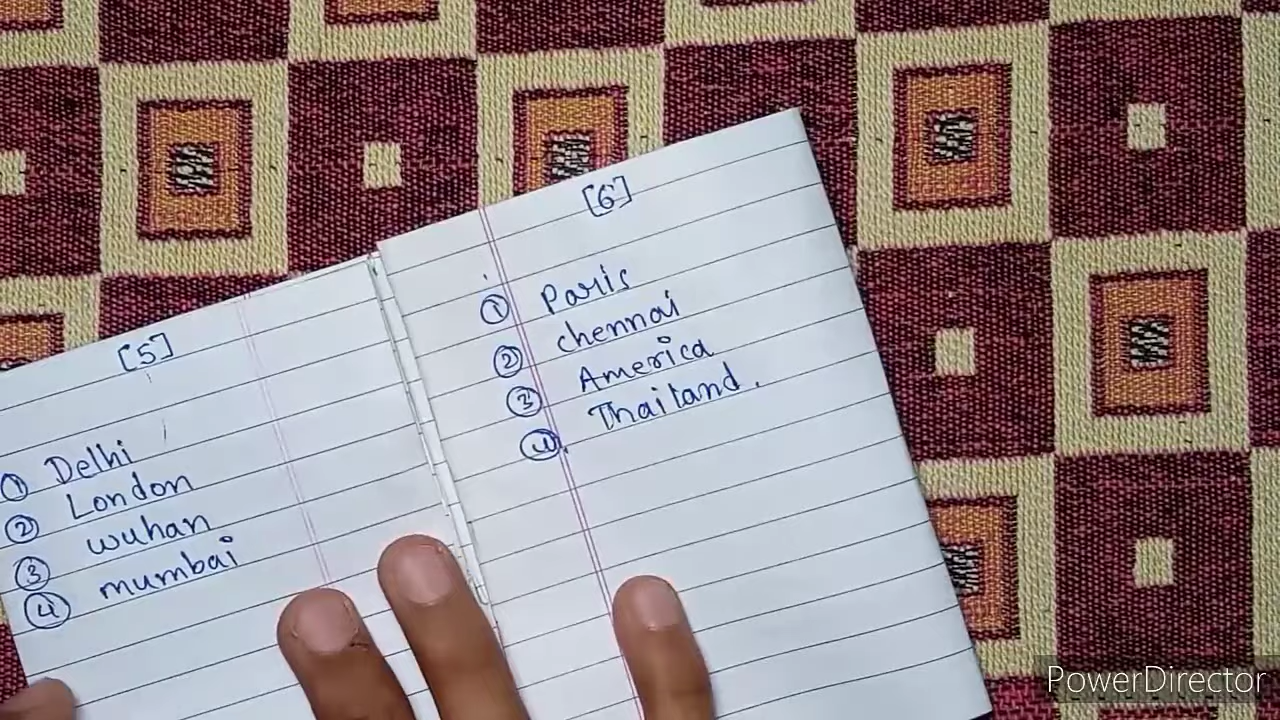 [5]
① Delhi
② London
③ wuhan
④ mumbai
[6]
① Paris
② chennai
③ America
④. Thailand.
PowerDirector